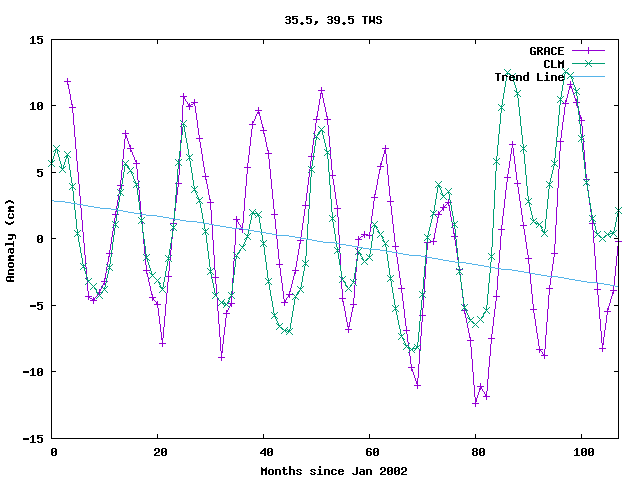 35.5, 39.5 TWS
15
GRACE
CLM
Trend Line
10
5
0
-5
-10
-15
Anomaly (cm)
0 20 40 60 80 100
Months since Jan 2002